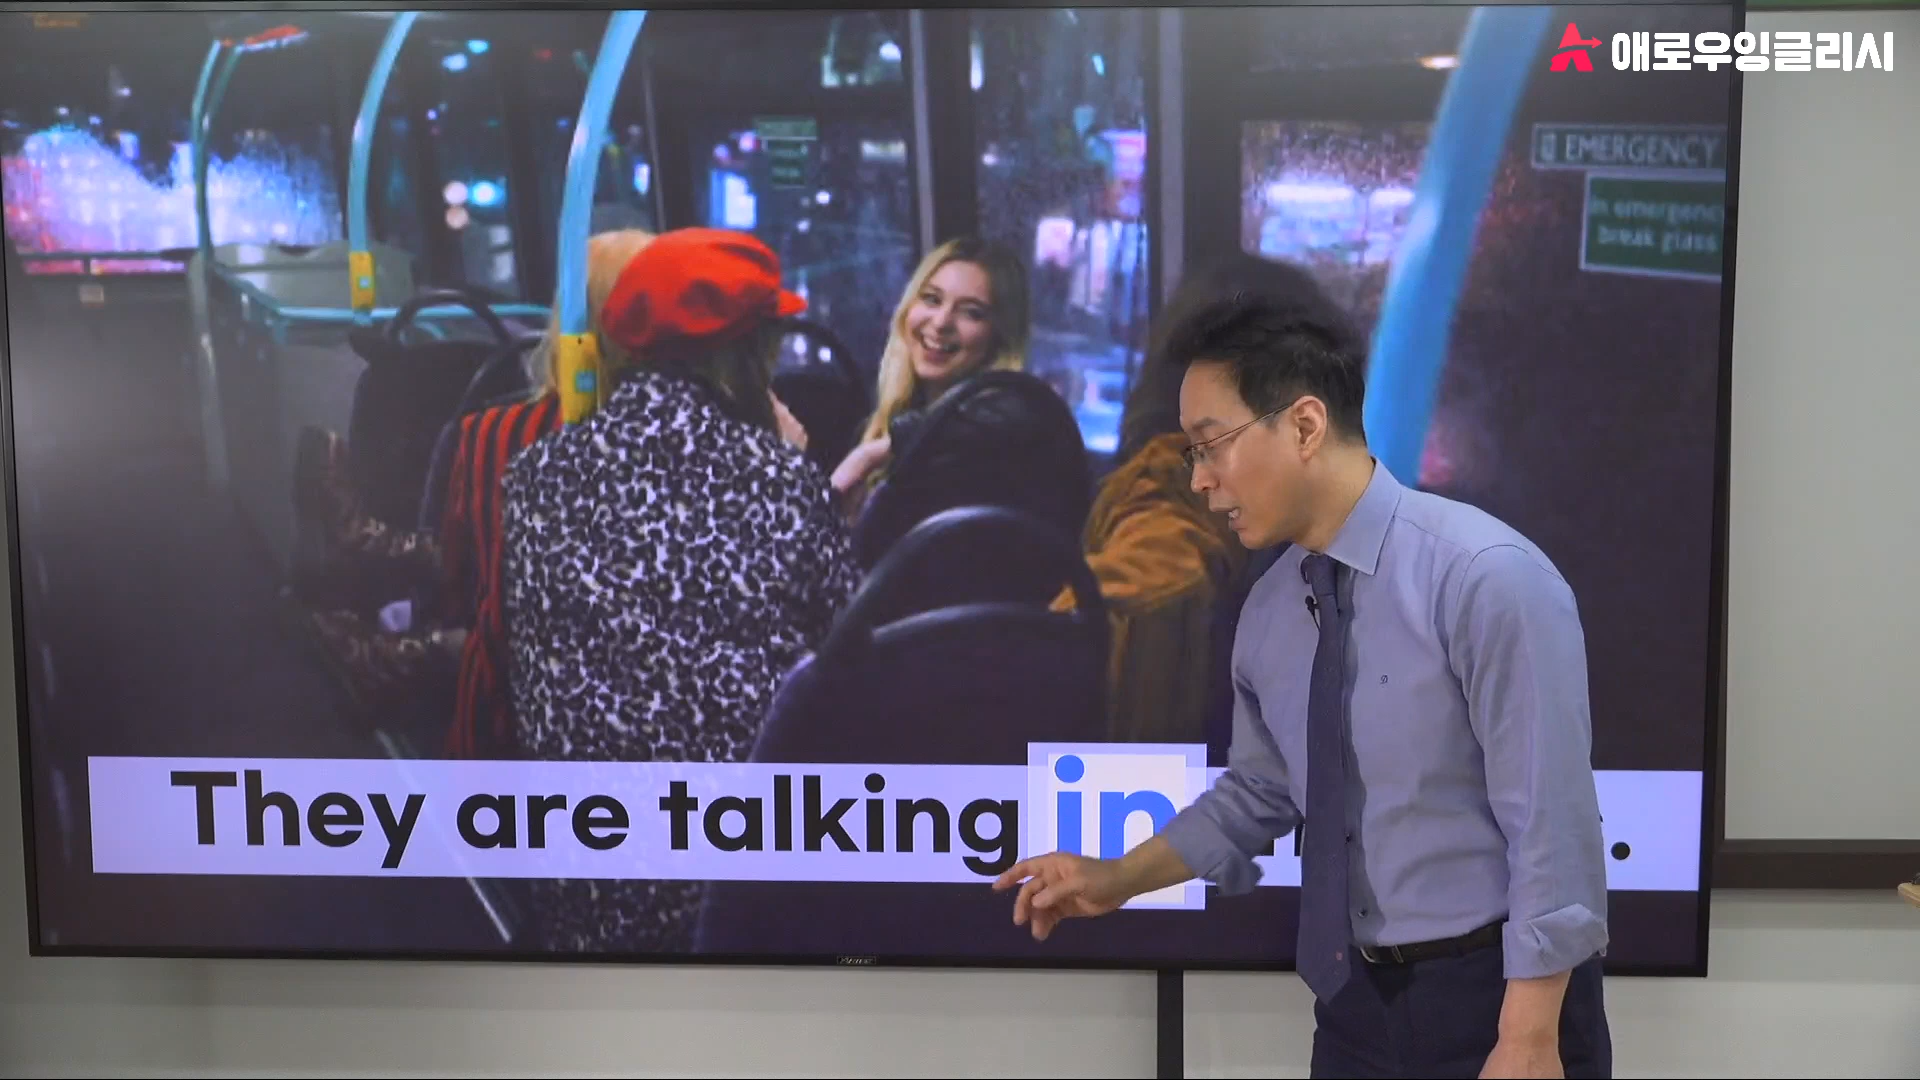 애로우잉글리시
EMERGENCY
in emergency
break glass
They are talking in